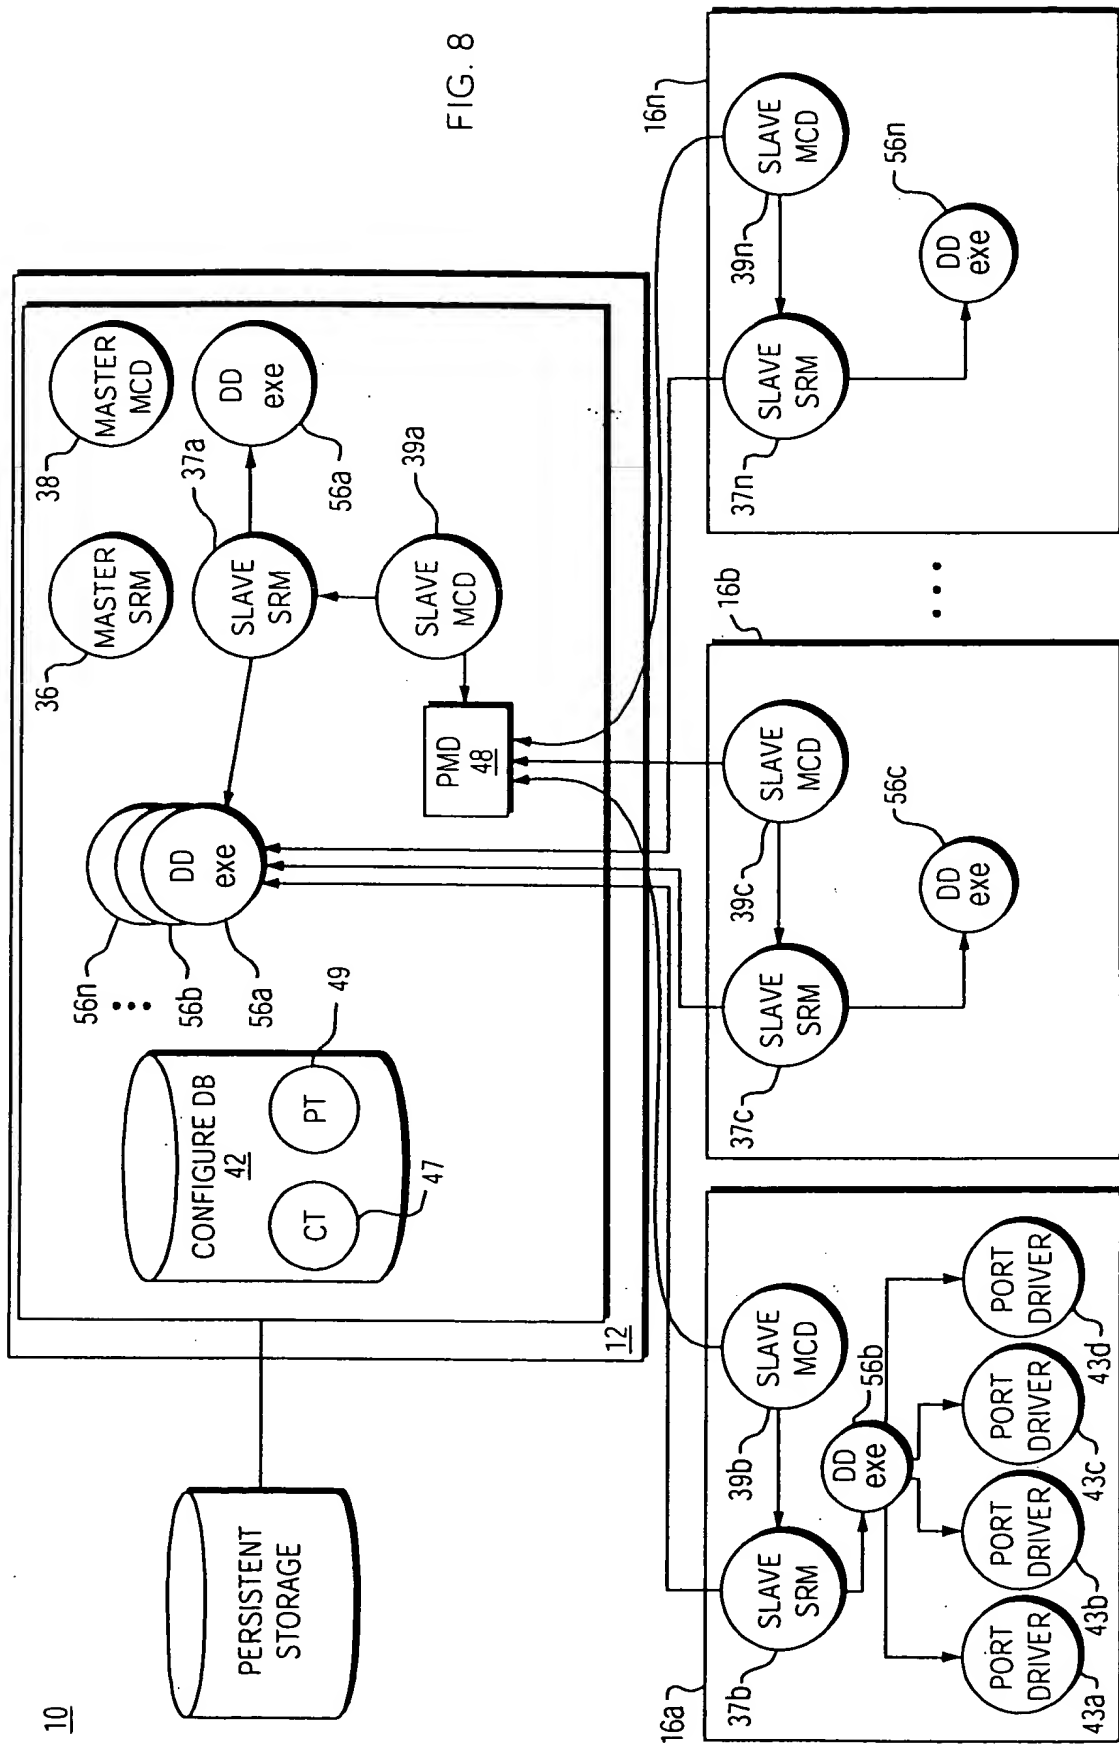 FIG. 8
10
PERSISTENT
STORAGE
12
CONFIGURE DB
42
CT
PT
47
49
56n
56b
56a
DD
exe
36
MASTER
SRM
38
MASTER
MCD
37a
SLAVE
SRM
DD
exe
56a
39a
SLAVE
MCD
PMD
48
16a
37b
SLAVE
SRM
39b
SLAVE
MCD
DD
exe
56b
PORT
DRIVER
43a
PORT
DRIVER
43b
PORT
DRIVER
43c
PORT
DRIVER
43d
16b
37c
SLAVE
SRM
39c
SLAVE
MCD
DD
exe
56c
16n
37n
SLAVE
SRM
39n
SLAVE
MCD
DD
exe
56n